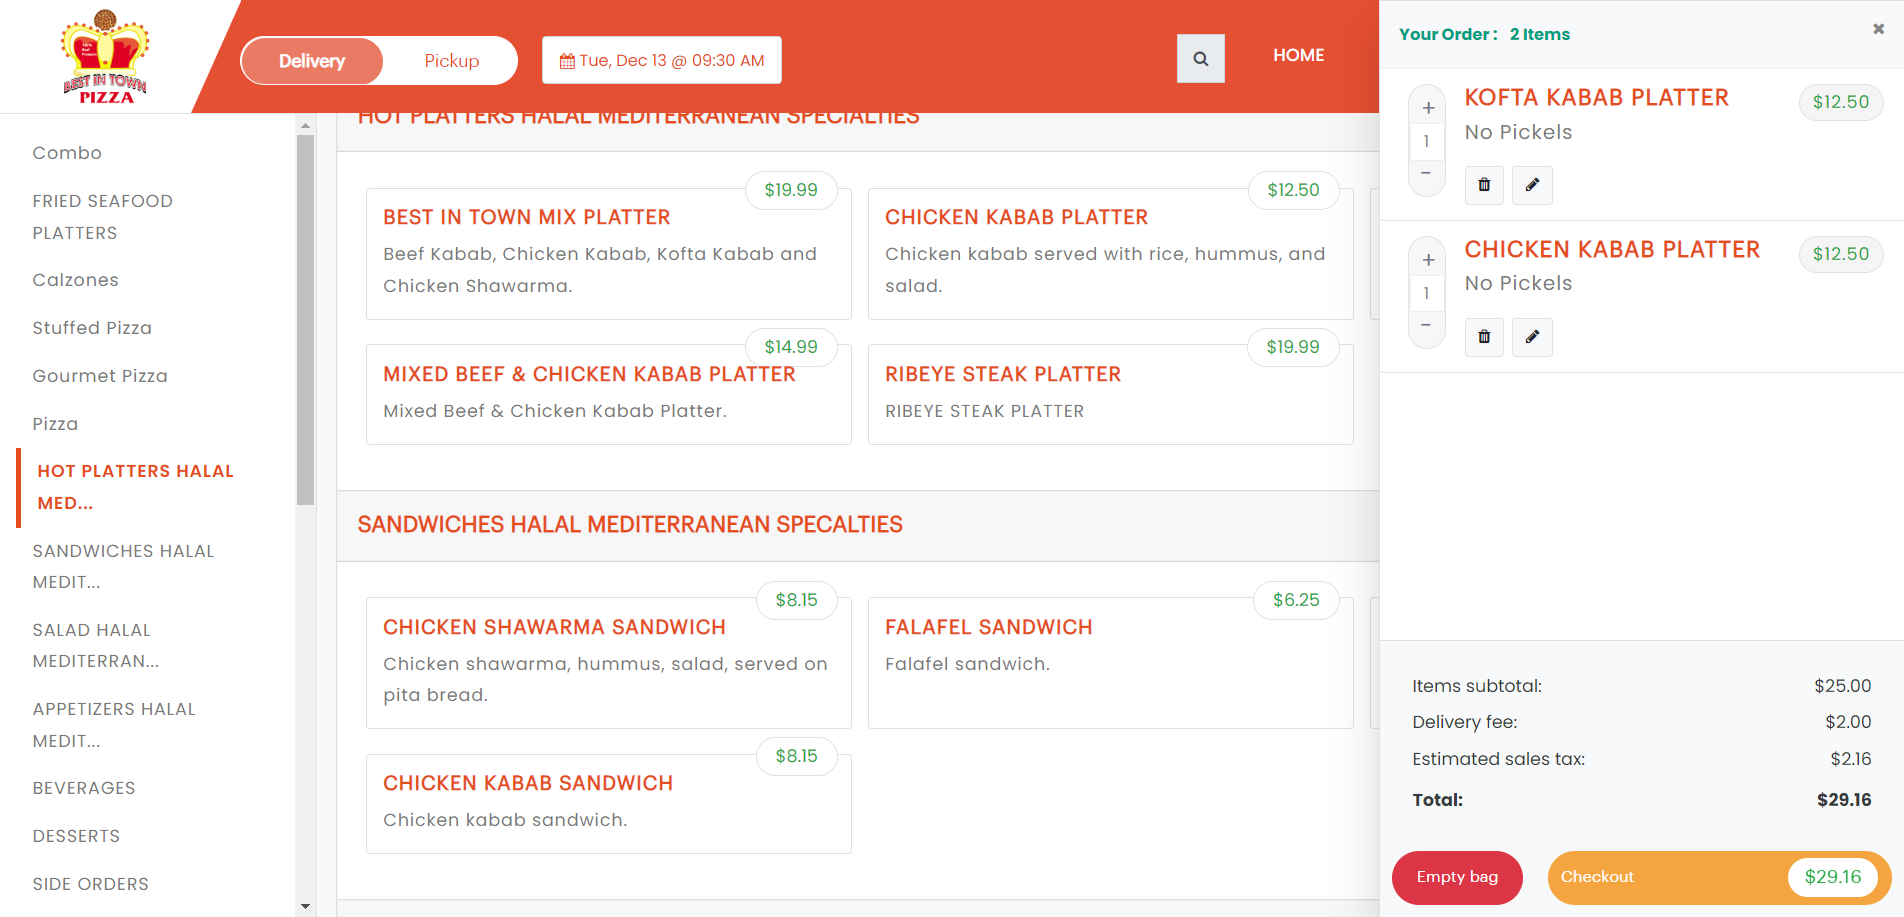 BEST IN TOWN
PIZZA
Delivery
Pickup
Tue, Dec 13 @ 09:30 AM
HOME
Combo
FRIED SEAFOOD
PLATTERS
Calzones
Stuffed Pizza
Gourmet Pizza
Pizza
HOT PLATTERS HALAL
MED...
SANDWICHES HALAL
MEDIT...
SALAD HALAL
MEDITERRAN...
APPETIZERS HALAL
MEDIT...
BEVERAGES
DESSERTS
SIDE ORDERS
HOT PLATTERS HALAL MEDITERRANEAN SPECIALTIES
$19.99
BEST IN TOWN MIX PLATTER
Beef Kabab, Chicken Kabab, Kofta Kabab and
Chicken Shawarma.
$12.50
CHICKEN KABAB PLATTER
Chicken kabab served with rice, hummus, and
salad.
$14.99
MIXED BEEF & CHICKEN KABAB PLATTER
Mixed Beef & Chicken Kabab Platter.
$19.99
RIBEYE STEAK PLATTER
RIBEYE STEAK PLATTER
SANDWICHES HALAL MEDITERRANEAN SPECALTIES
$8.15
CHICKEN SHAWARMA SANDWICH
Chicken shawarma, hummus, salad, served on
pita bread.
$6.25
FALAFEL SANDWICH
Falafel sandwich.
$8.15
CHICKEN KABAB SANDWICH
Chicken kabab sandwich.
Your Order : 2 Items
×
+
1
−
KOFTA KABAB PLATTER
$12.50
No Pickels
+
1
−
CHICKEN KABAB PLATTER
$12.50
No Pickels
Items subtotal: $25.00
Delivery fee: $2.00
Estimated sales tax: $2.16
Total: $29.16
Empty bag
Checkout $29.16